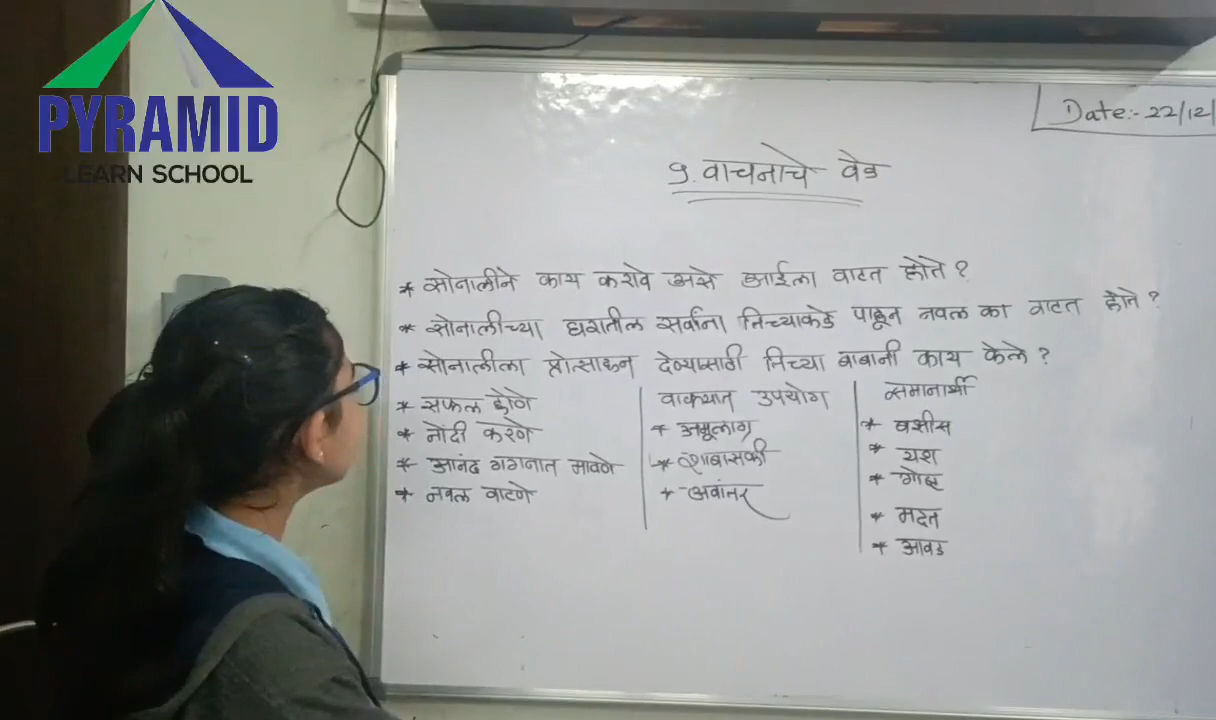 PYRAMID
LEARN SCHOOL
Date:- 22/12/
९. वाचनाचे वेड
* सोनालीने काय करावे असे आईला वाटत होते ?
* सोनालीच्या घरातील सर्वांना तिच्याकडे पाहून नवल का वाटत होते ?
* सोनालीला प्रोत्साहन देण्यासाठी तिच्या बाबांनी काय केले ?
* सफल होणे
* नोंदी करणे
* आनंद गगनात मावणे
* नवल वाटणे
वाक्यात उपयोग
* अमूलाग्र
* शाबासकी
* अवांतर
समानार्थी
* बक्षीस
* यश
* गोष्ट
* मदत
* आवड